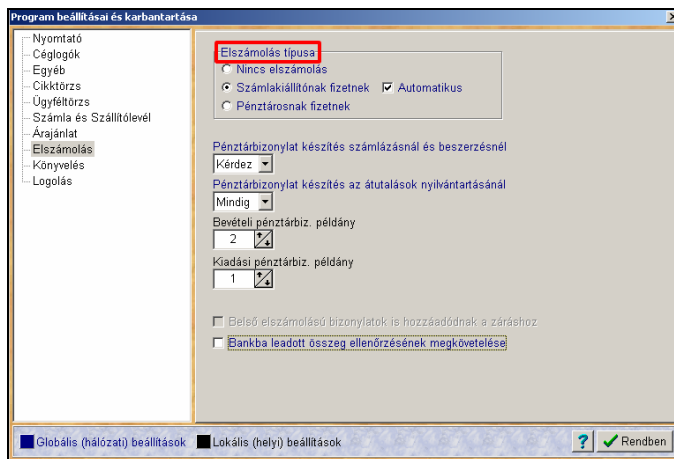 Program beállításai és karbantartása
Nyomtató
Céglogók
Egyéb
Cikktörzs
Ügyféltörzs
Számla és Szállítólevél
Árajánlat
Elszámolás
Könyvelés
Logolás
Elszámolás típusa
Nincs elszámolás
Számlakiállítónak fizetnek Automatikus
Pénztárosnak fizetnek
Pénztárbizonylat készítés számlázásnál és beszerzésnél
Kérdez
Pénztárbizonylat készítés az átutalások nyilvántartásánál
Mindig
Bevételi pénztárbiz. példány
2
Kiadási pénztárbiz. példány
1
Belső elszámolású bizonylatok is hozzáadódnak a záráshoz
Bankba leadott összeg ellenőrzésének megkövetelése
Globális (hálózati) beállítások Lokális (helyi) beállítások ? Rendben